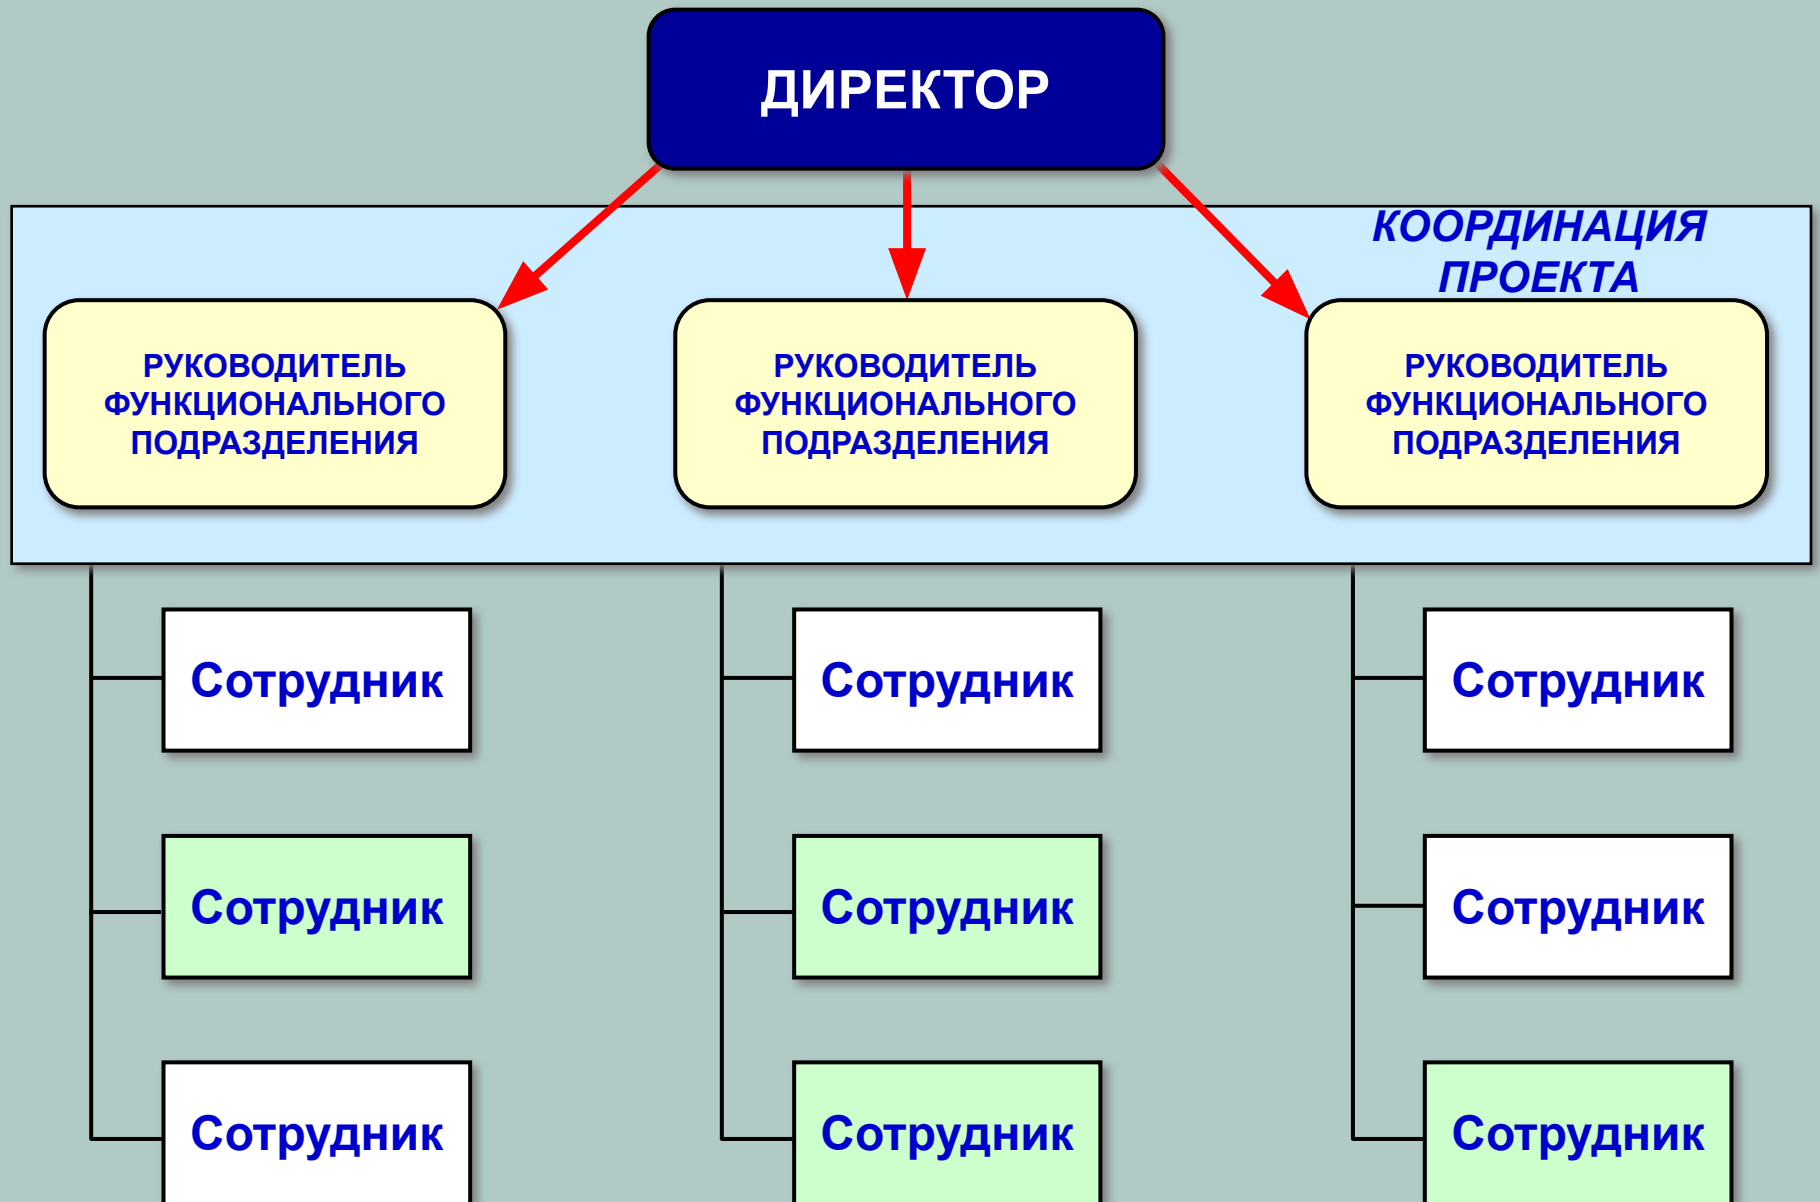 ДИРЕКТОР
КООРДИНАЦИЯ
ПРОЕКТА
РУКОВОДИТЕЛЬ
ФУНКЦИОНАЛЬНОГО
ПОДРАЗДЕЛЕНИЯ
РУКОВОДИТЕЛЬ
ФУНКЦИОНАЛЬНОГО
ПОДРАЗДЕЛЕНИЯ
РУКОВОДИТЕЛЬ
ФУНКЦИОНАЛЬНОГО
ПОДРАЗДЕЛЕНИЯ
Сотрудник
Сотрудник
Сотрудник
Сотрудник
Сотрудник
Сотрудник
Сотрудник
Сотрудник
Сотрудник